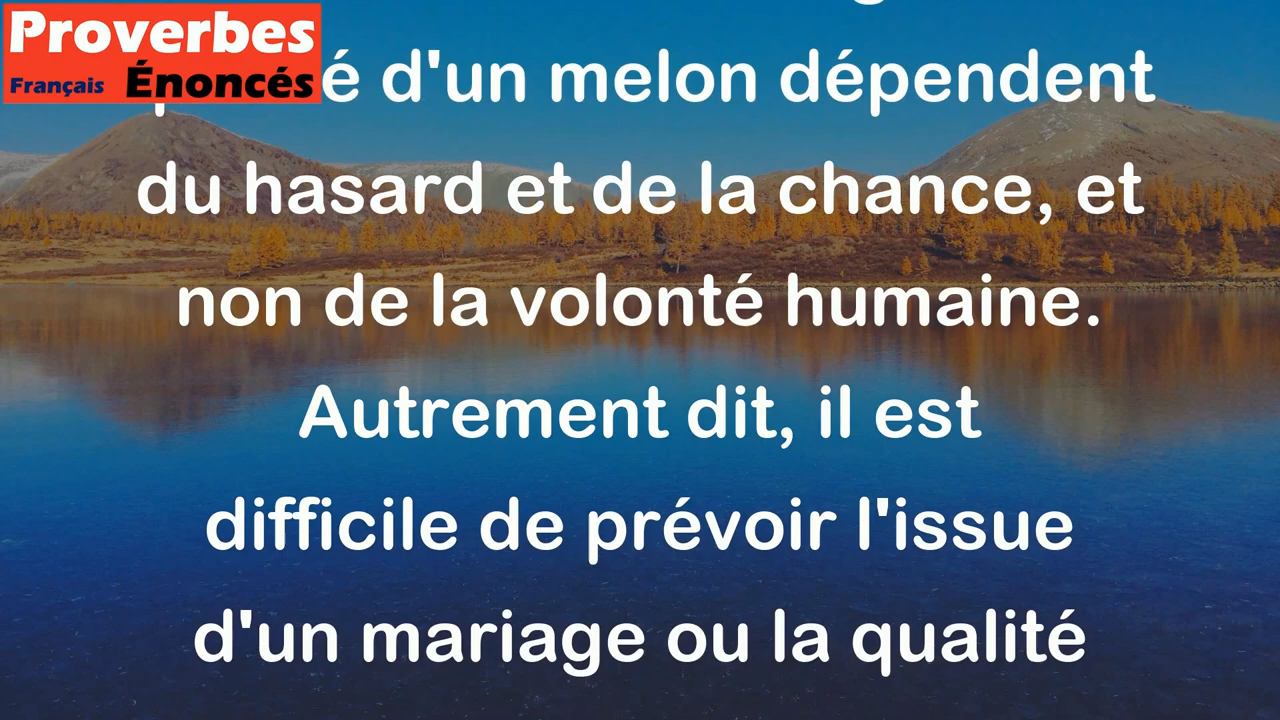 Proverbes
Français Énoncés
d'un melon dépendent
du hasard et de la chance, et
non de la volonté humaine.
Autrement dit, il est
difficile de prévoir l'issue
d'un mariage ou la qualité